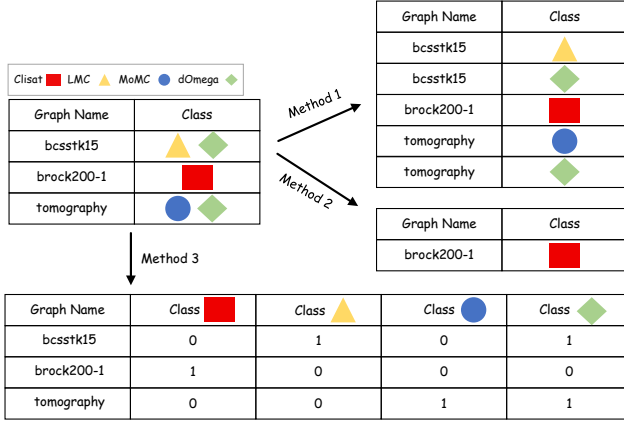 Clisat LMC MoMC dOmega
Graph Name Class
bcsstk15
brock200-1
tomography
Method 1
Method 2
Method 3
Graph Name Class
bcsstk15
bcsstk15
brock200-1
tomography
tomography
Graph Name Class
brock200-1
Graph Name Class Class Class Class
bcsstk15 0 1 0 1
brock200-1 1 0 0 0
tomography 0 0 1 1